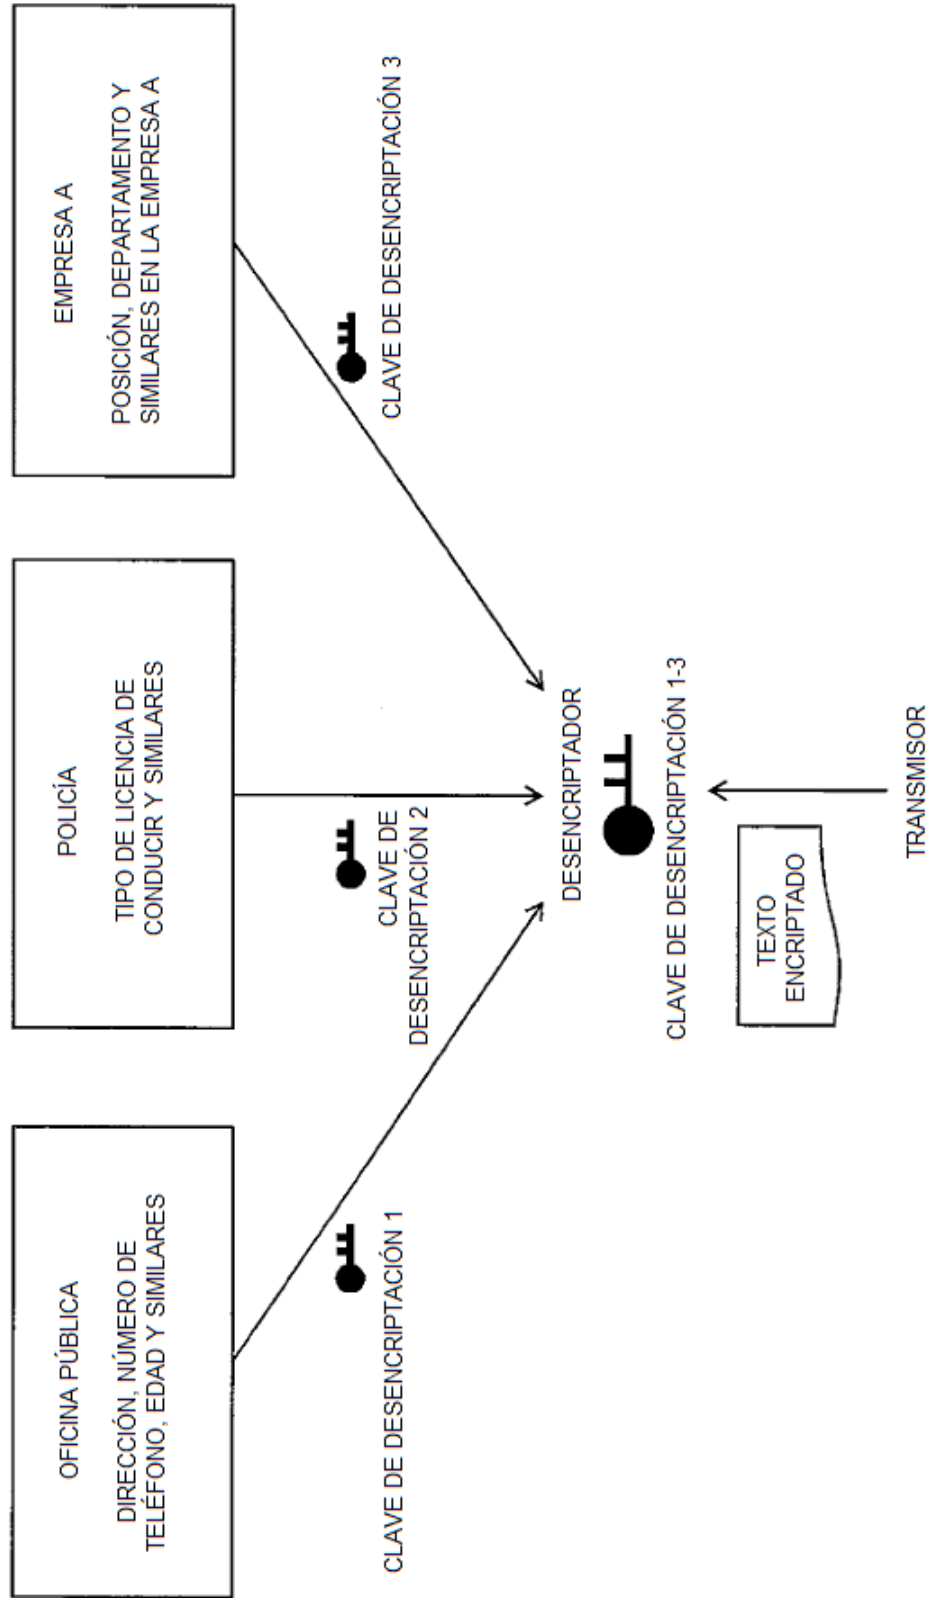 OFICINA PÚBLICA
DIRECCIÓN, NÚMERO DE
TELÉFONO, EDAD Y SIMILARES
POLICÍA
TIPO DE LICENCIA DE
CONDUCIR Y SIMILARES
EMPRESA A
POSICIÓN, DEPARTAMENTO Y
SIMILARES EN LA EMPRESA A
CLAVE DE DESENCRIPTACIÓN 1
CLAVE DE
DESENCRIPTACIÓN 2
CLAVE DE DESENCRIPTACIÓN 3
DESENCRIPTADOR
CLAVE DE DESENCRIPTACIÓN 1-3
TEXTO
ENCRIPTADO
TRANSMISOR